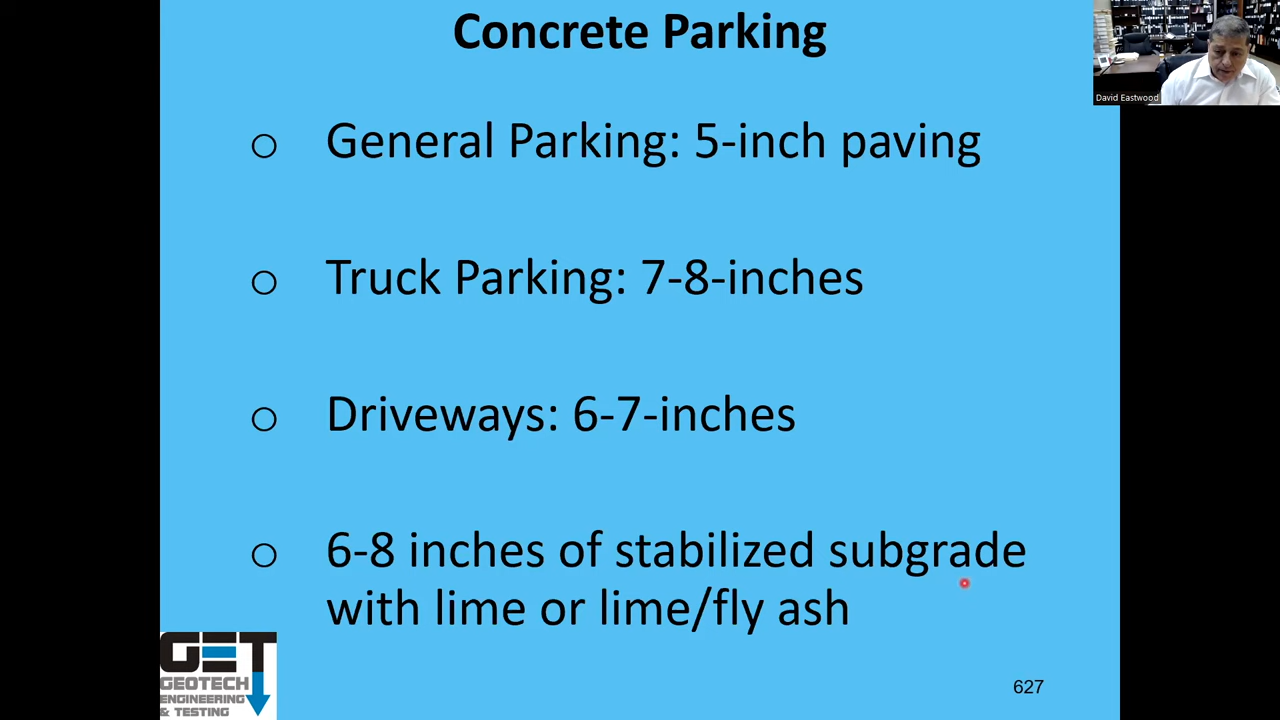 Concrete Parking
David Eastwood
o General Parking: 5-inch paving
o Truck Parking: 7-8-inches
o Driveways: 6-7-inches
o 6-8 inches of stabilized subgrade
with lime or lime/fly ash
GET
GEOTECH
ENGINEERING
& TESTING
627